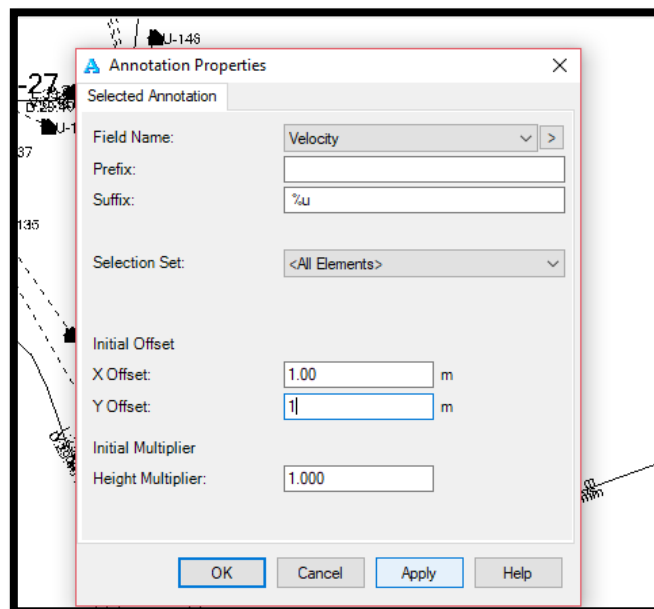 U-146
Annotation Properties
-27
Selected Annotation
Field Name:
Velocity
>
Prefix:
37
Suffix:
%u
135
Selection Set:
<All Elements>
Initial Offset
X Offset:
1.00
m
Y Offset:
1
m
Initial Multiplier
Height Multiplier:
1.000
OK
Cancel
Apply
Help